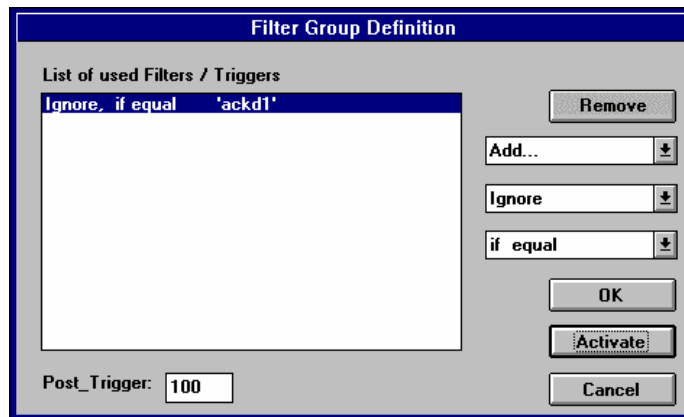 Filter Group Definition
List of used Filters / Triggers
Ignore, if equal 'ackd1'
Remove
Add...
Ignore
if equal
OK
Activate
Post_Trigger: 100
Cancel